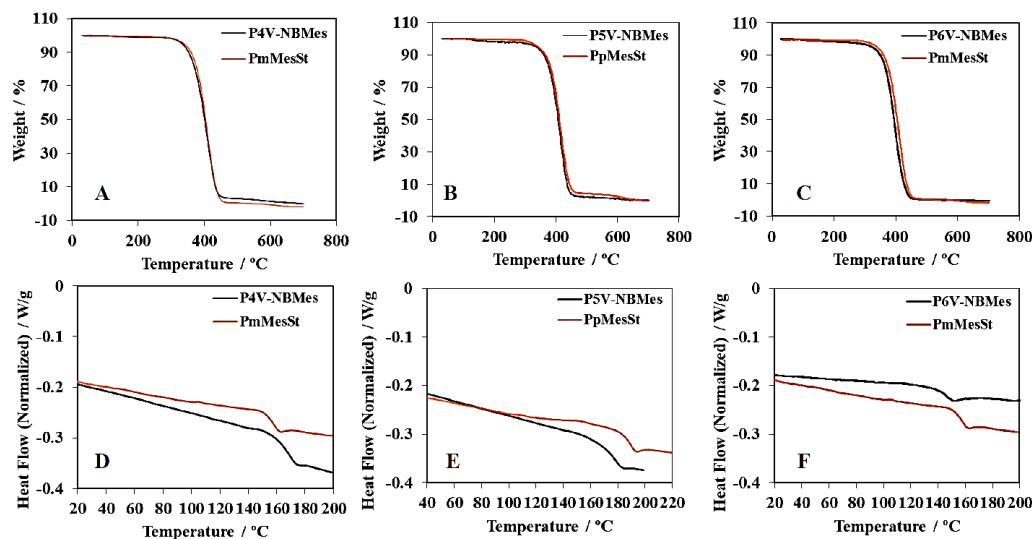 110
90
70
50
30
10
-10
Weight / %
P4V-NBMes
PmMesSt
A
0 200 400 600 800
Temperature / °C
110
90
70
50
30
10
-10
Weight / %
P5V-NBMes
PpMesSt
B
0 200 400 600 800
Temperature / °C
110
90
70
50
30
10
-10
Weight / %
P6V-NBMes
PmMesSt
C
0 200 400 600 800
Temperature / °C
0
-0.1
-0.2
-0.3
-0.4
Heat Flow (Normalized) / W/g
P4V-NBMes
PmMesSt
D
20 40 60 80 100 120 140 160 180 200
Temperature / °C
0
-0.1
-0.2
-0.3
-0.4
Heat Flow (Normalized) / W/g
P5V-NBMes
PpMesSt
E
40 60 80 100 120 140 160 180 200 220
Temperature / °C
0
-0.1
-0.2
-0.3
-0.4
Heat Flow (Normalized) / W/g
P6V-NBMes
PmMesSt
F
20 40 60 80 100 120 140 160 180 200
Temperature / °C